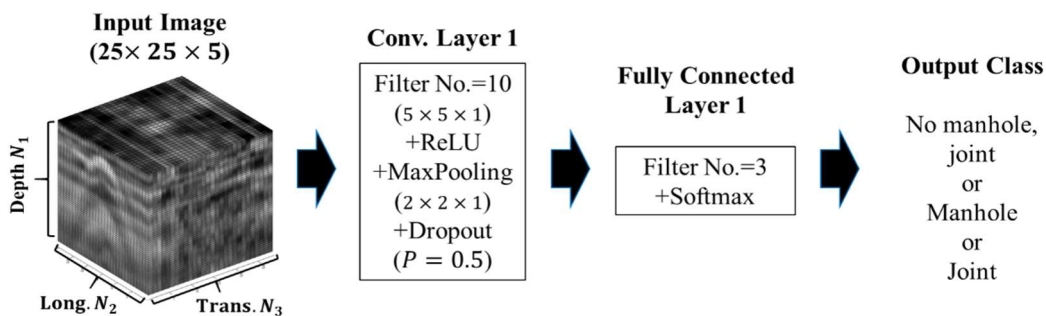 Input Image
(25× 25 × 5)
Depth N₁
Long. N₂
Trans. N₃
Conv. Layer 1
Filter No.=10
(5 × 5 × 1)
+ReLU
+MaxPooling
(2 × 2 × 1)
+Dropout
(P = 0.5)
Fully Connected
Layer 1
Filter No.=3
+Softmax
Output Class
No manhole,
joint
or
Manhole
or
Joint